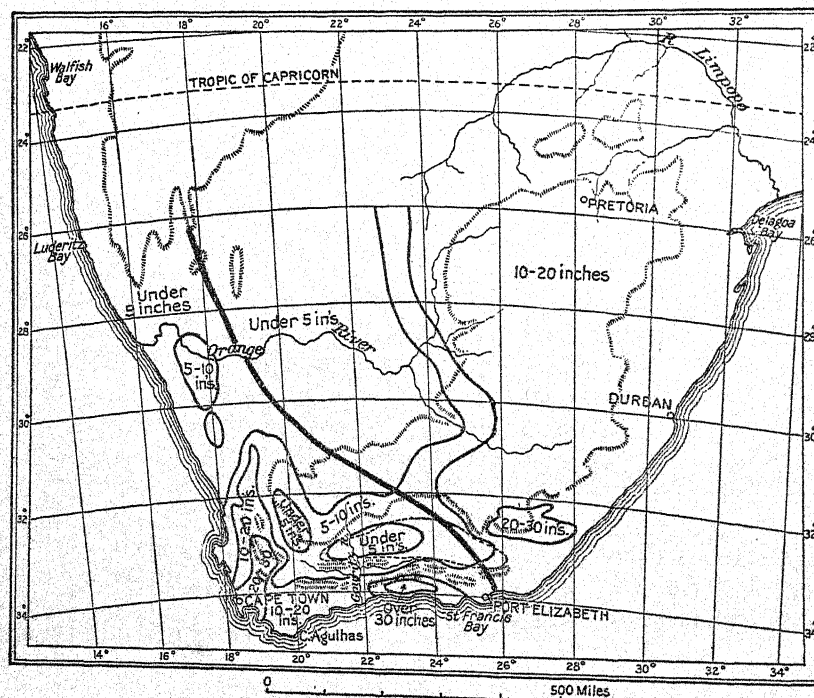 16° 18° 20° 22° 24° 26° 28° 30° 32°
22° 22°
Walfish
Bay
R. Limpopo
TROPIC OF CAPRICORN
24° 24°
PRETORIA
Delagoa
Bay
26° 26°
Luderitz
Bay
10-20 inches
Under
5 inches
Under 5 ins.
28° 28°
Orange River
5-10
ins.
DURBAN
30° 30°
32° 32°
10-20 ins.
Under
5 ins.
5-10 ins.
20-30 ins.
Under
5 ins.
CAPE TOWN
10-20
ins.
Over
30 inches
PORT ELIZABETH
St Francis
Bay
34° 34°
C. Agulhas
14° 16° 18° 20° 22° 24° 26° 28° 30° 32° 34°
0 500 Miles